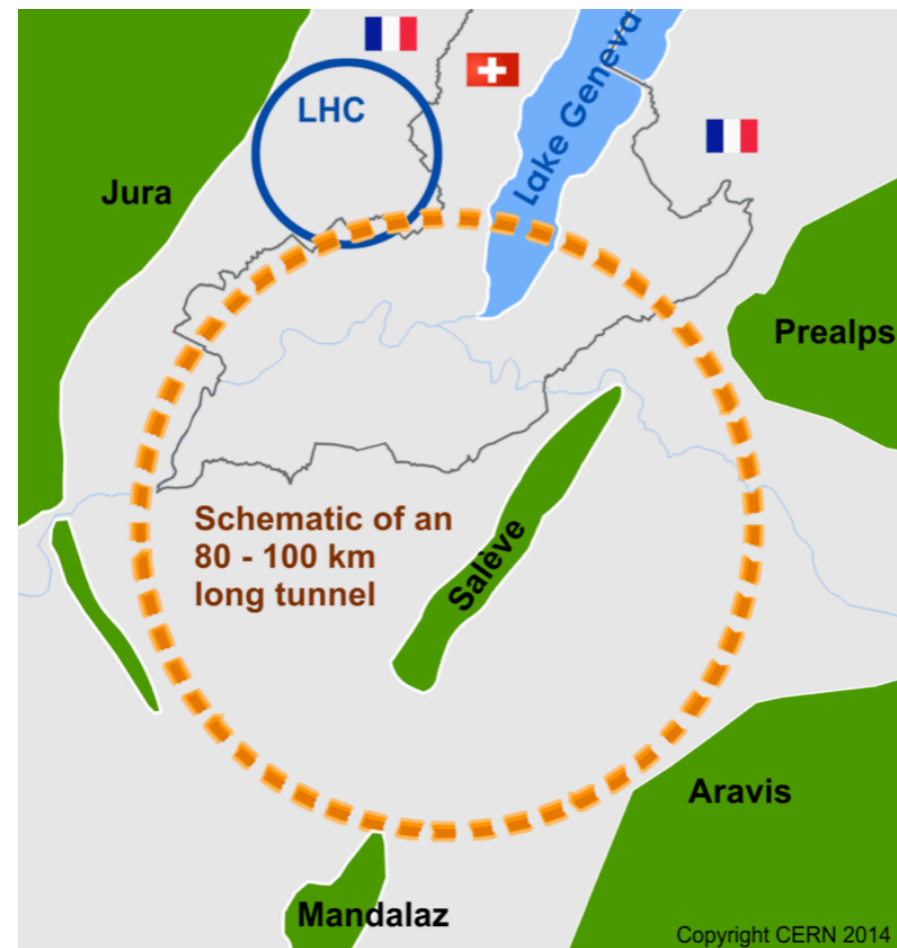 LHC
Lake Geneva
Jura
Prealps
Schematic of an
80 - 100 km
long tunnel
Salève
Aravis
Mandalaz
Copyright CERN 2014